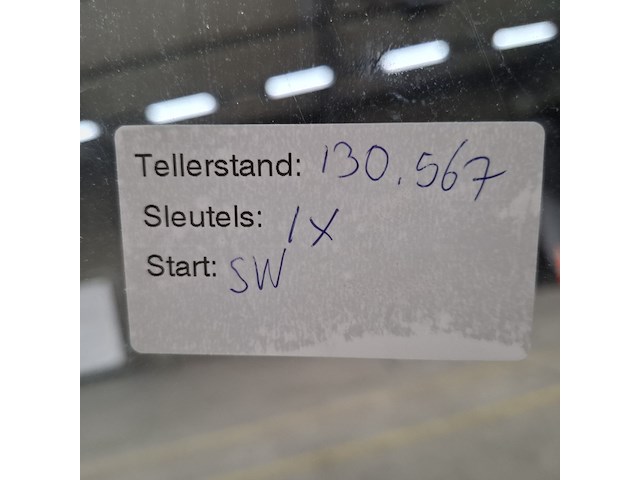 Tellerstand: 130.567
Sleutels: 1X
Start: SW